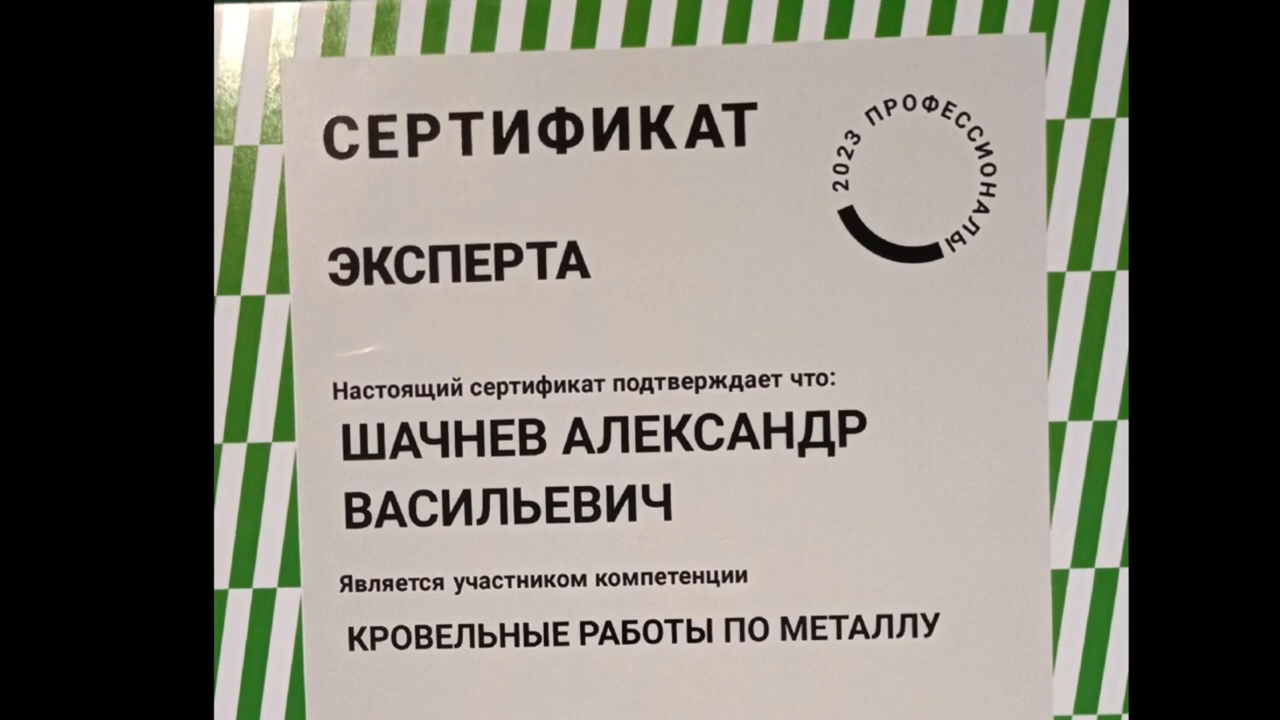 СЕРТИФИКАТ
2023 ПРОФЕССИОНАЛЫ
ЭКСПЕРТА
Настоящий сертификат подтверждает что:
ШАЧНЕВ АЛЕКСАНДР
ВАСИЛЬЕВИЧ
Является участником компетенции
КРОВЕЛЬНЫЕ РАБОТЫ ПО МЕТАЛЛУ